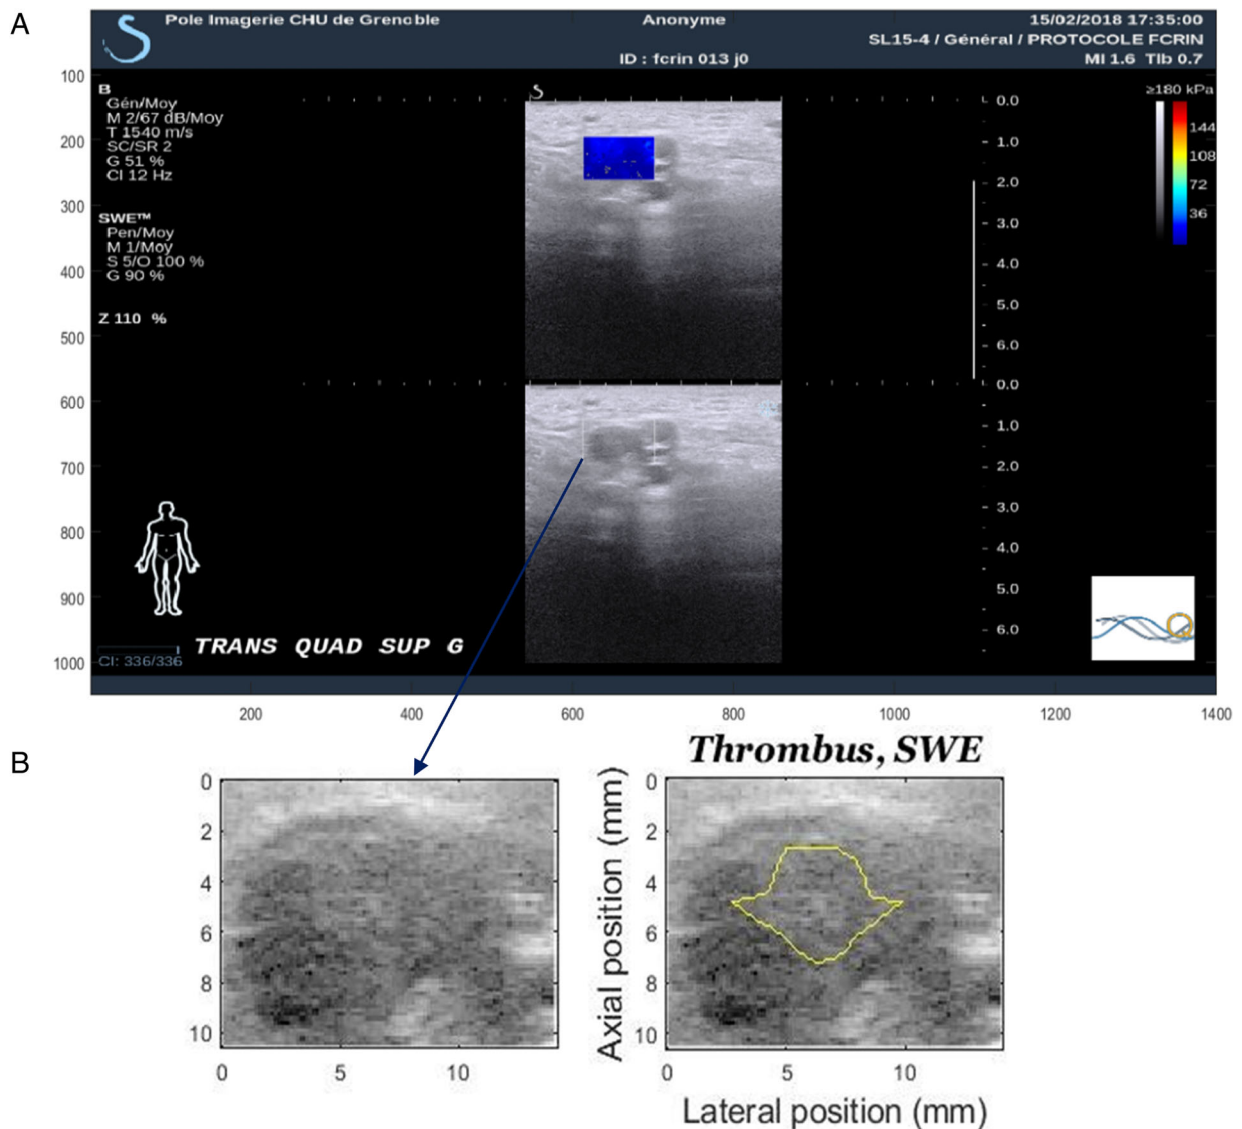 A
Pole Imagerie CHU de Grenoble
Anonyme
15/02/2018 17:35:00
SL15-4 / Général / PROTOCOLE FCRIN
ID : fcrin 013 j0
MI 1.6 TIb 0.7
B
Gén/Moy
M 2/67 dB/Moy
T 1540 m/s
SC/SR 2
G 51 %
CI 12 Hz
SWE™
Pen/Moy
M 1/Moy
S 5/O 100 %
G 90 %
Z 110 %
≥180 kPa
144
108
72
36
0.0
1.0
2.0
3.0
4.0
5.0
6.0
0.0
1.0
2.0
3.0
4.0
5.0
6.0
100
200
300
400
500
600
700
800
900
1000
TRANS QUAD SUP G
CI: 336/336
200
400
600
800
1000
1200
1400
B
0
2
4
6
8
10
0
5
10
Thrombus, SWE
Axial position (mm)
0
2
4
6
8
10
0
5
10
Lateral position (mm)